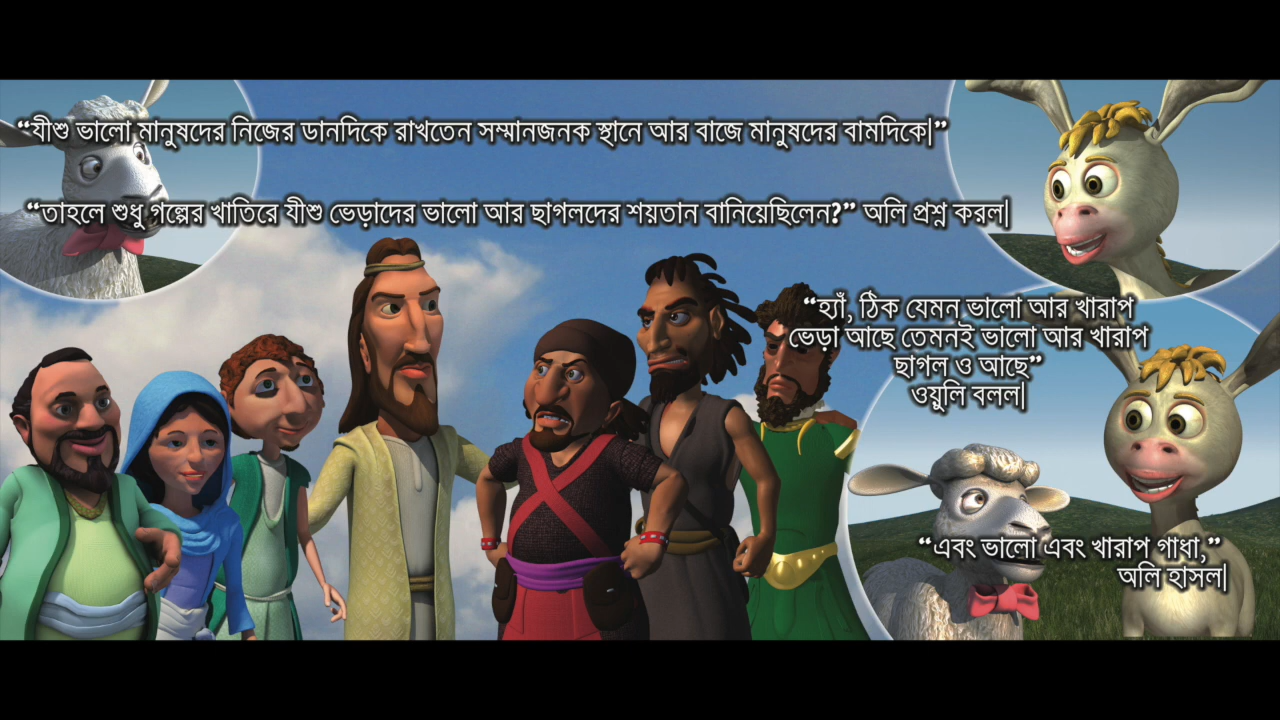 “যীশু ভালো মানুষদের নিজের ডানদিকে রাখতেন সম্মানজনক স্থানে আর বাজে মানুষদের বামদিকে|”
“তাহলে শুধু গল্পের খাতিরে যীশু ভেড়াদের ভালো আর ছাগলদের শয়তান বানিয়েছিলেন?” অলি প্রশ্ন করল|
“হ্যাঁ, ঠিক যেমন ভালো আর খারাপ
ভেড়া আছে তেমনই ভালো আর খারাপ
ছাগল ও আছে”
ওয়ুলি বলল|
“এবং ভালো এবং খারাপ গাধা,”
অলি হাসল|